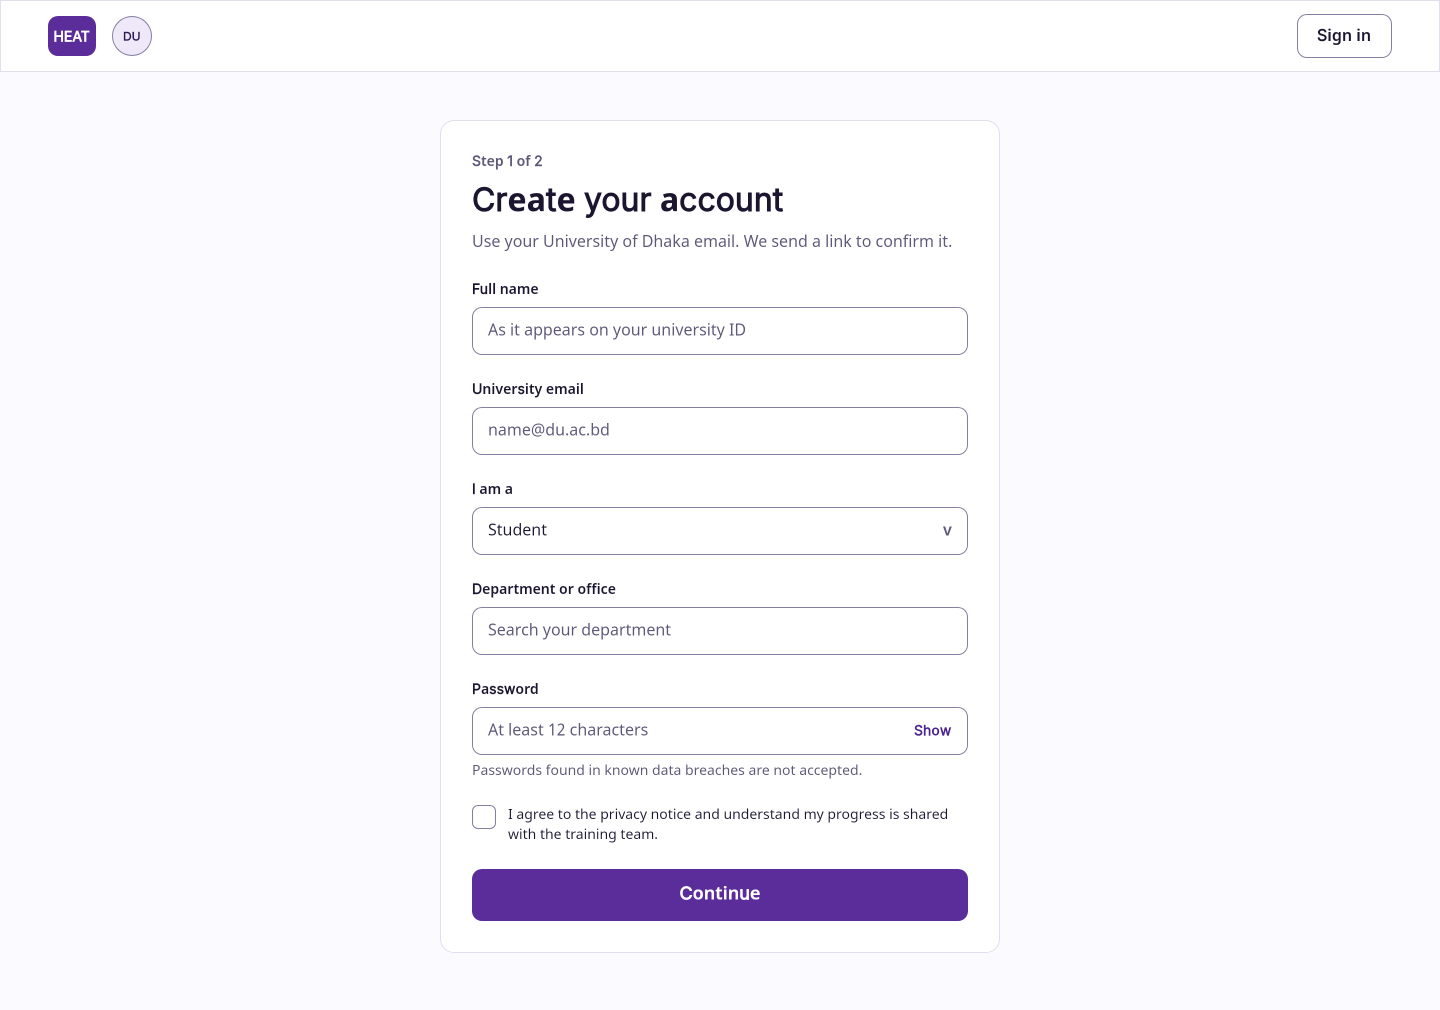 HEAT
DU
Sign in
Step 1 of 2
Create your account
Use your University of Dhaka email. We send a link to confirm it.
Full name
As it appears on your university ID
University email
name@du.ac.bd
I am a
Student
v
Department or office
Search your department
Password
At least 12 characters
Show
Passwords found in known data breaches are not accepted.
I agree to the privacy notice and understand my progress is shared
with the training team.
Continue